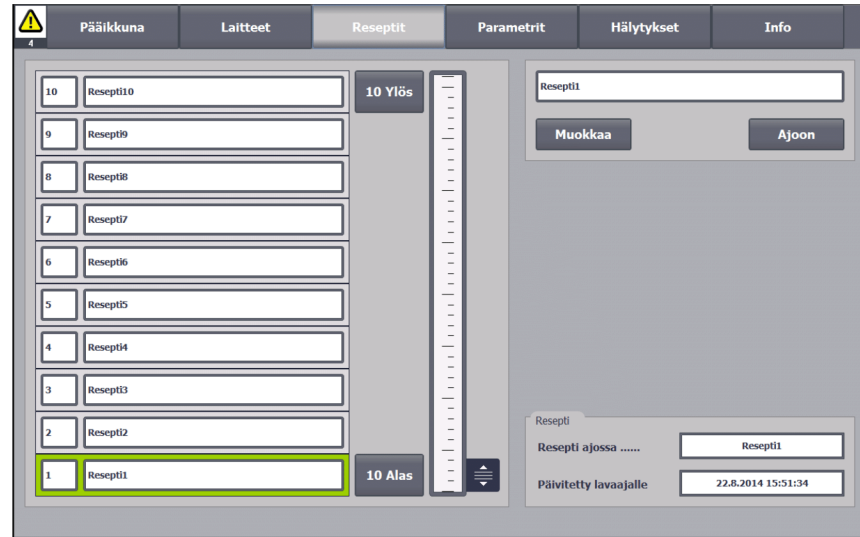 4
Pääikkuna Laitteet Reseptit Parametrit Hälytykset Info
10 Resepti10
9 Resepti9
8 Resepti8
7 Resepti7
6 Resepti6
5 Resepti5
4 Resepti4
3 Resepti3
2 Resepti2
1 Resepti1
10 Ylös
10 Alas
Resepti1
Muokkaa Ajoon
Resepti
Resepti ajossa ...... Resepti1
Päivitetty lavaajalle 22.8.2014 15:51:34